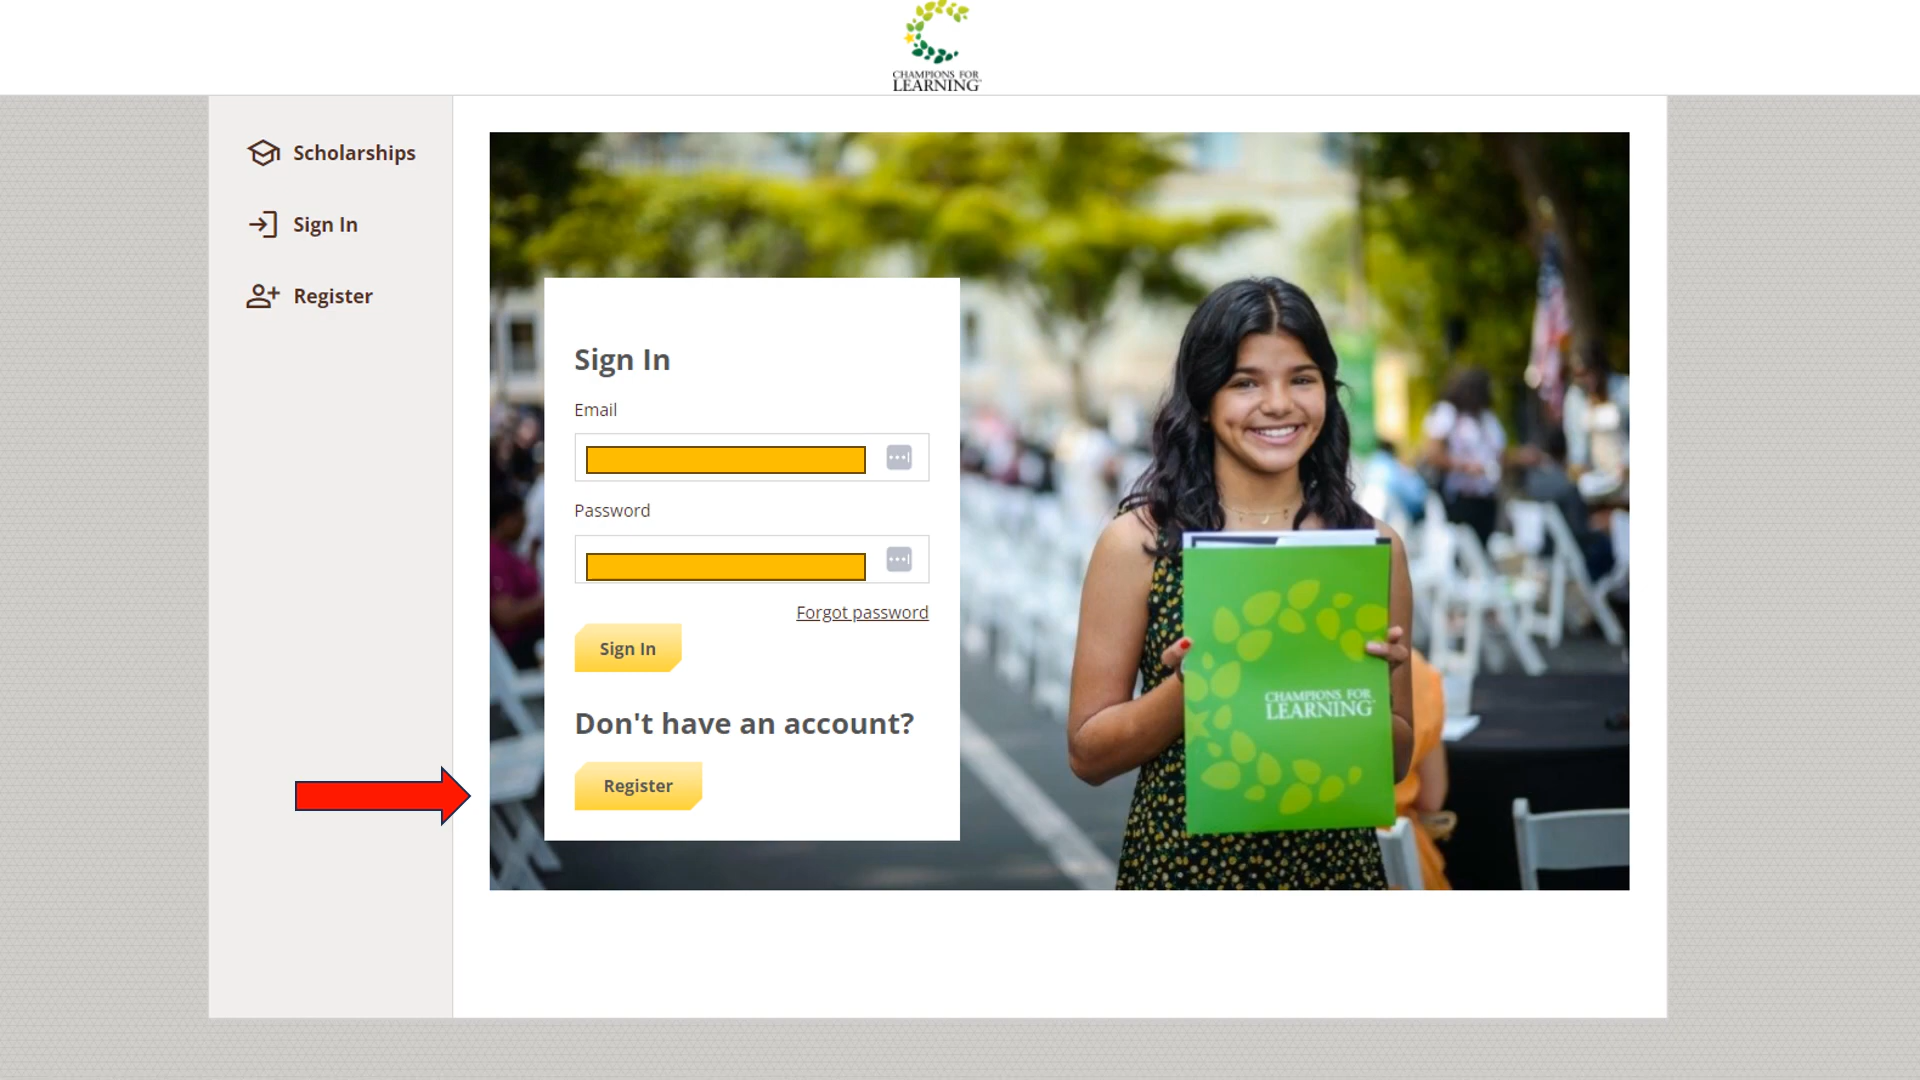 CHAMPIONS FOR
LEARNING
Scholarships
Sign In
Register
Sign In
Email
Password
Forgot password
Sign In
Don't have an account?
Register
CHAMPIONS FOR
LEARNING